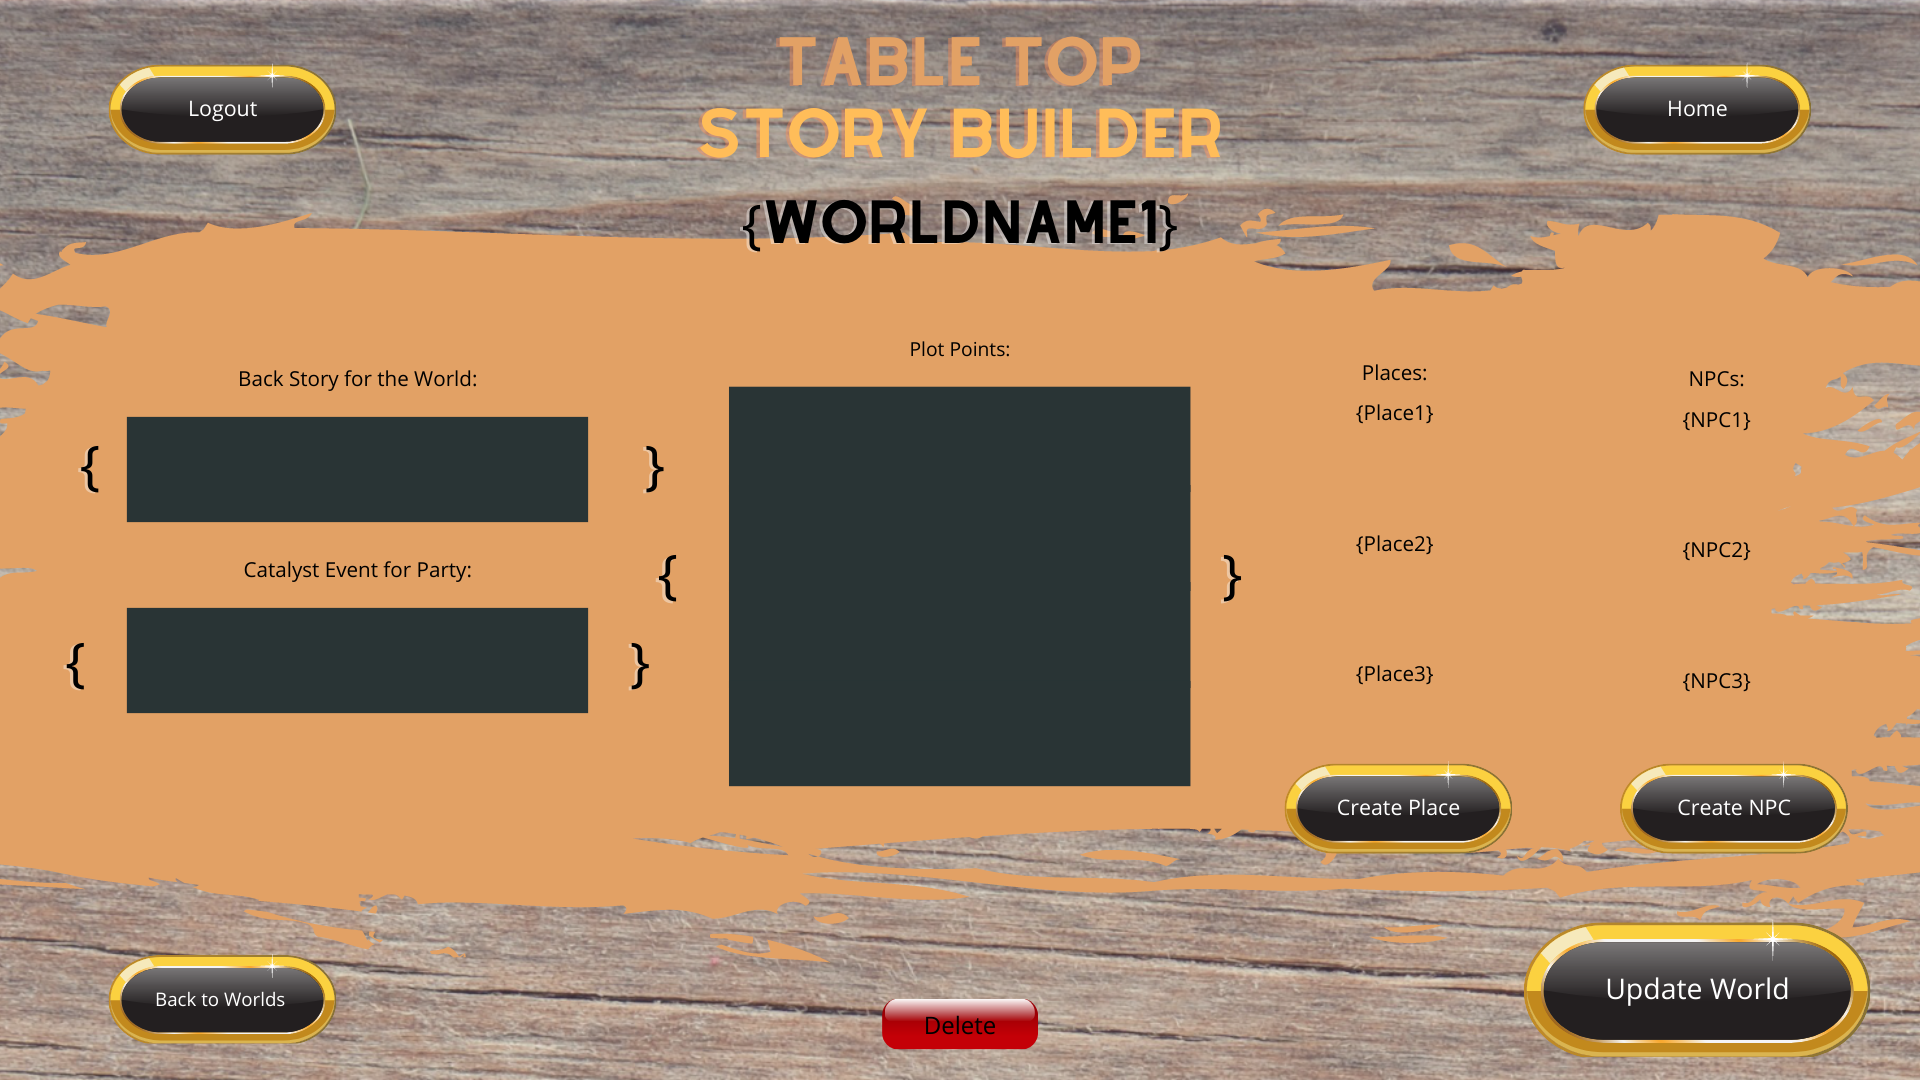 TABLE TOP
STORY BUILDER
Logout
Home
{WORLDNAME1}
Back Story for the World:
{ }
Catalyst Event for Party:
{ }
Plot Points:
{ }
Places:
{Place1}
{Place2}
{Place3}
NPCs:
{NPC1}
{NPC2}
{NPC3}
Create Place
Create NPC
Back to Worlds
Delete
Update World